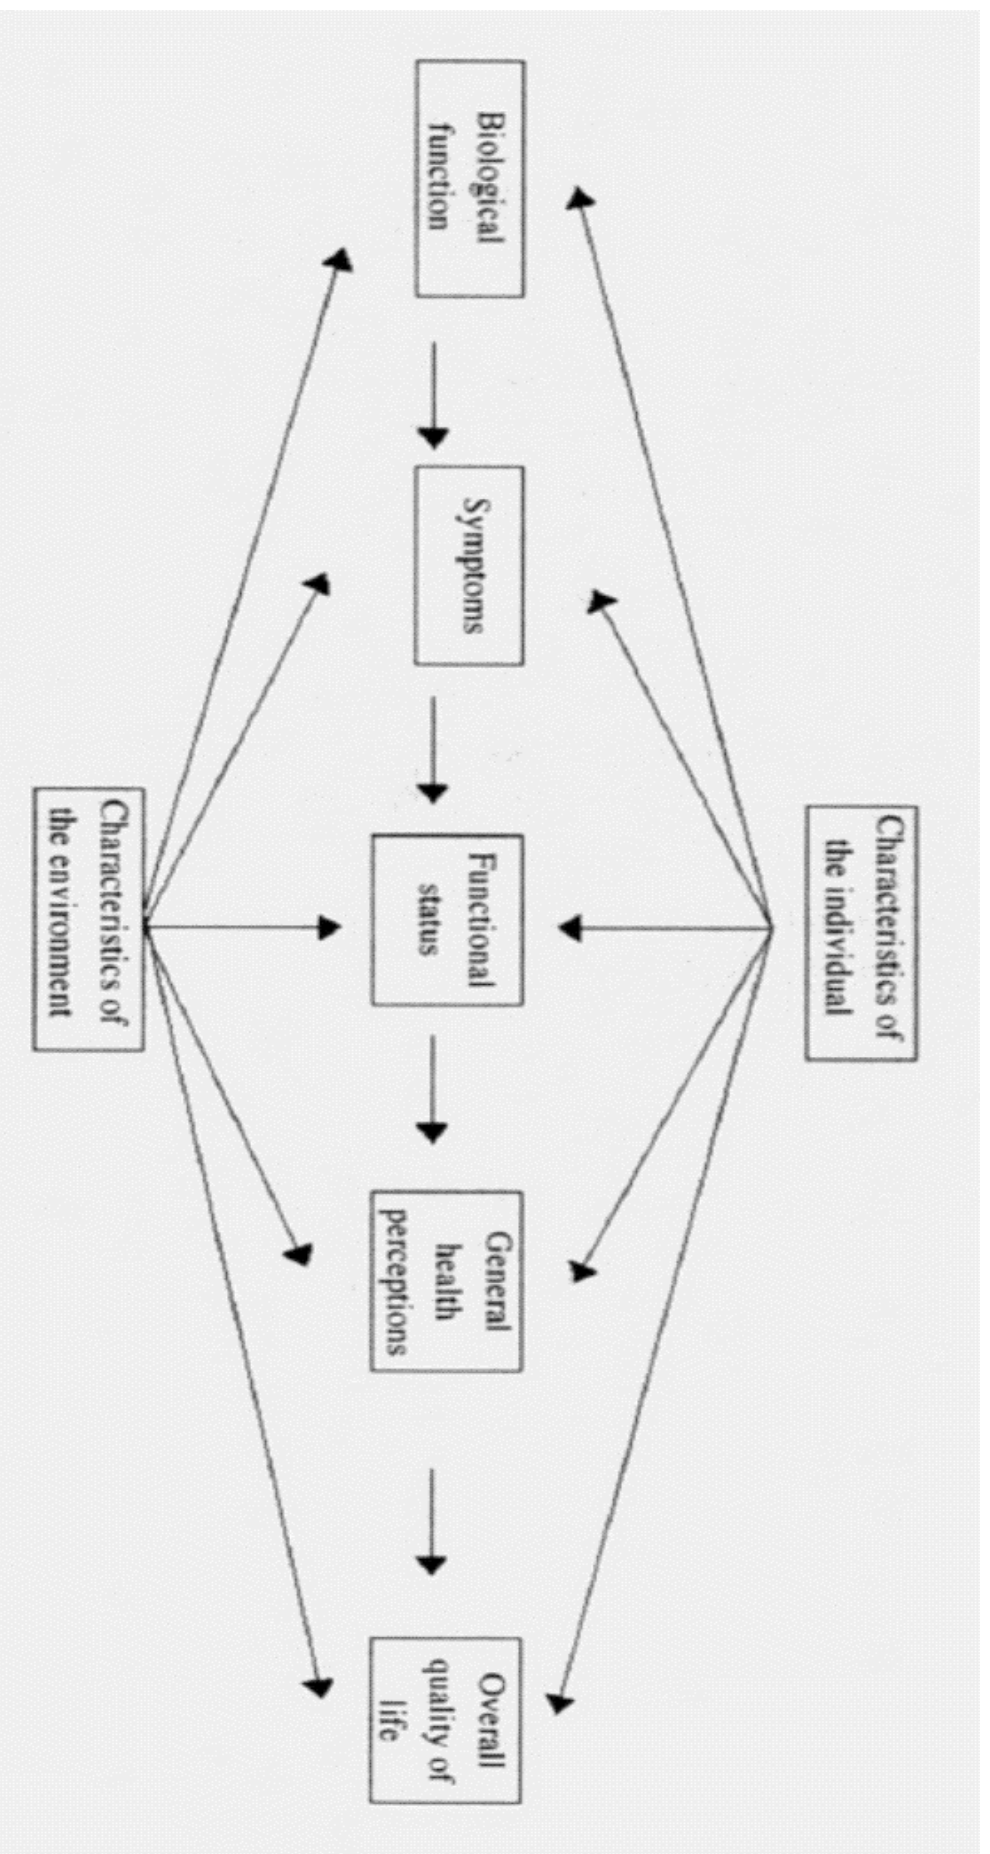 Characteristics of
the individual
Biological
function
Symptoms
Functional
status
General
health
perceptions
Overall
quality of
life
Characteristics of
the environment